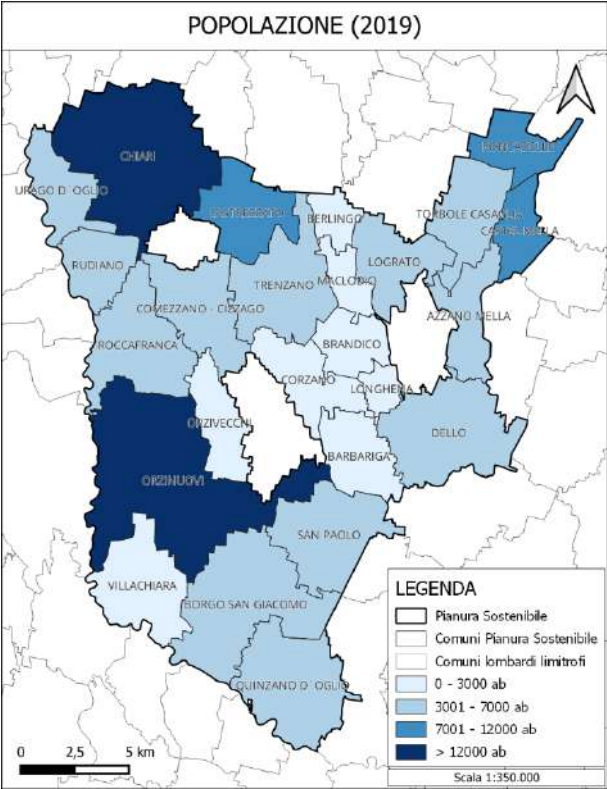 POPOLAZIONE (2019)
CHIARI
RONCADELLE
URAGO D´OGLIO
CASTREZZATO
BERLINGO
TORBOLE CASAGLIA
CASTEL MELLA
RUDIANO
LOGRATO
TRENZANO
MACLODIO
COMEZZANO - CIZZAGO
AZZANO MELLA
ROCCAFRANCA
BRANDICO
CORZANO
LONGHENA
ORZIVECCHI
DELLO
BARBARIGA
ORZINUOVI
SAN PAOLO
VILLACHIARA
BORGO SAN GIACOMO
QUINZANO D´OGLIO
LEGENDA
Pianura Sostenibile
Comuni Pianura Sostenibile
Comuni lombardi limitrofi
0 - 3000 ab
3001 - 7000 ab
7001 - 12000 ab
> 12000 ab
0 2,5 5 km
Scala 1:350.000